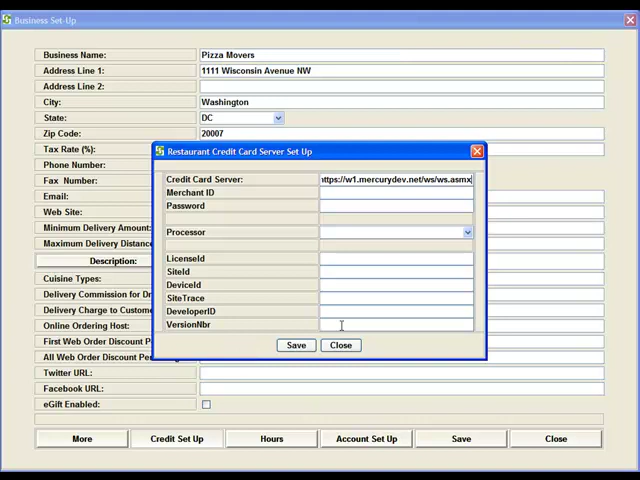 Business Set-Up
Business Name: Pizza Movers
Address Line 1: 1111 Wisconsin Avenue NW
Address Line 2:
City: Washington
State: DC
Zip Code: 20007
Tax Rate (%):
Restaurant Credit Card Server Set Up
Phone Number:
Credit Card Server: https://w1.mercurydev.net/ws/ws.asmx
Fax Number:
Merchant ID
Email:
Password
Web Site:
Minimum Delivery Amount:
Processor
Maximum Delivery Distance
Description:
LicenseId
Cuisine Types:
SiteId
Delivery Commission for Dr
DeviceId
Delivery Charge to Custome
SiteTrace
Online Ordering Host:
DeveloperID
First Web Order Discount P
VersionNbr
All Web Order Discount Pe
Save Close
Twitter URL:
Facebook URL:
eGift Enabled:
More Credit Set Up Hours Account Set Up Save Close